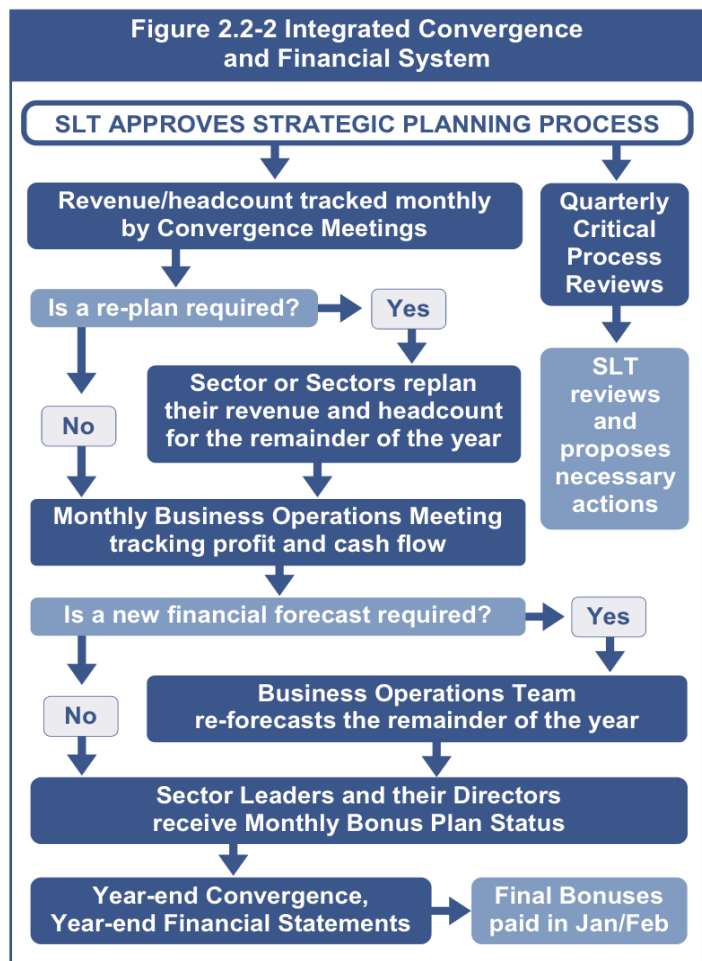 Figure 2.2-2 Integrated Convergence
and Financial System
SLT APPROVES STRATEGIC PLANNING PROCESS
Revenue/headcount tracked monthly
by Convergence Meetings
Quarterly
Critical
Process
Reviews
Is a re-plan required?
Yes
Sector or Sectors replan
their revenue and headcount
for the remainder of the year
SLT
reviews
and
proposes
necessary
actions
No
Monthly Business Operations Meeting
tracking profit and cash flow
Is a new financial forecast required?
Yes
Business Operations Team
re-forecasts the remainder of the year
No
Sector Leaders and their Directors
receive Monthly Bonus Plan Status
Year-end Convergence,
Year-end Financial Statements
Final Bonuses
paid in Jan/Feb